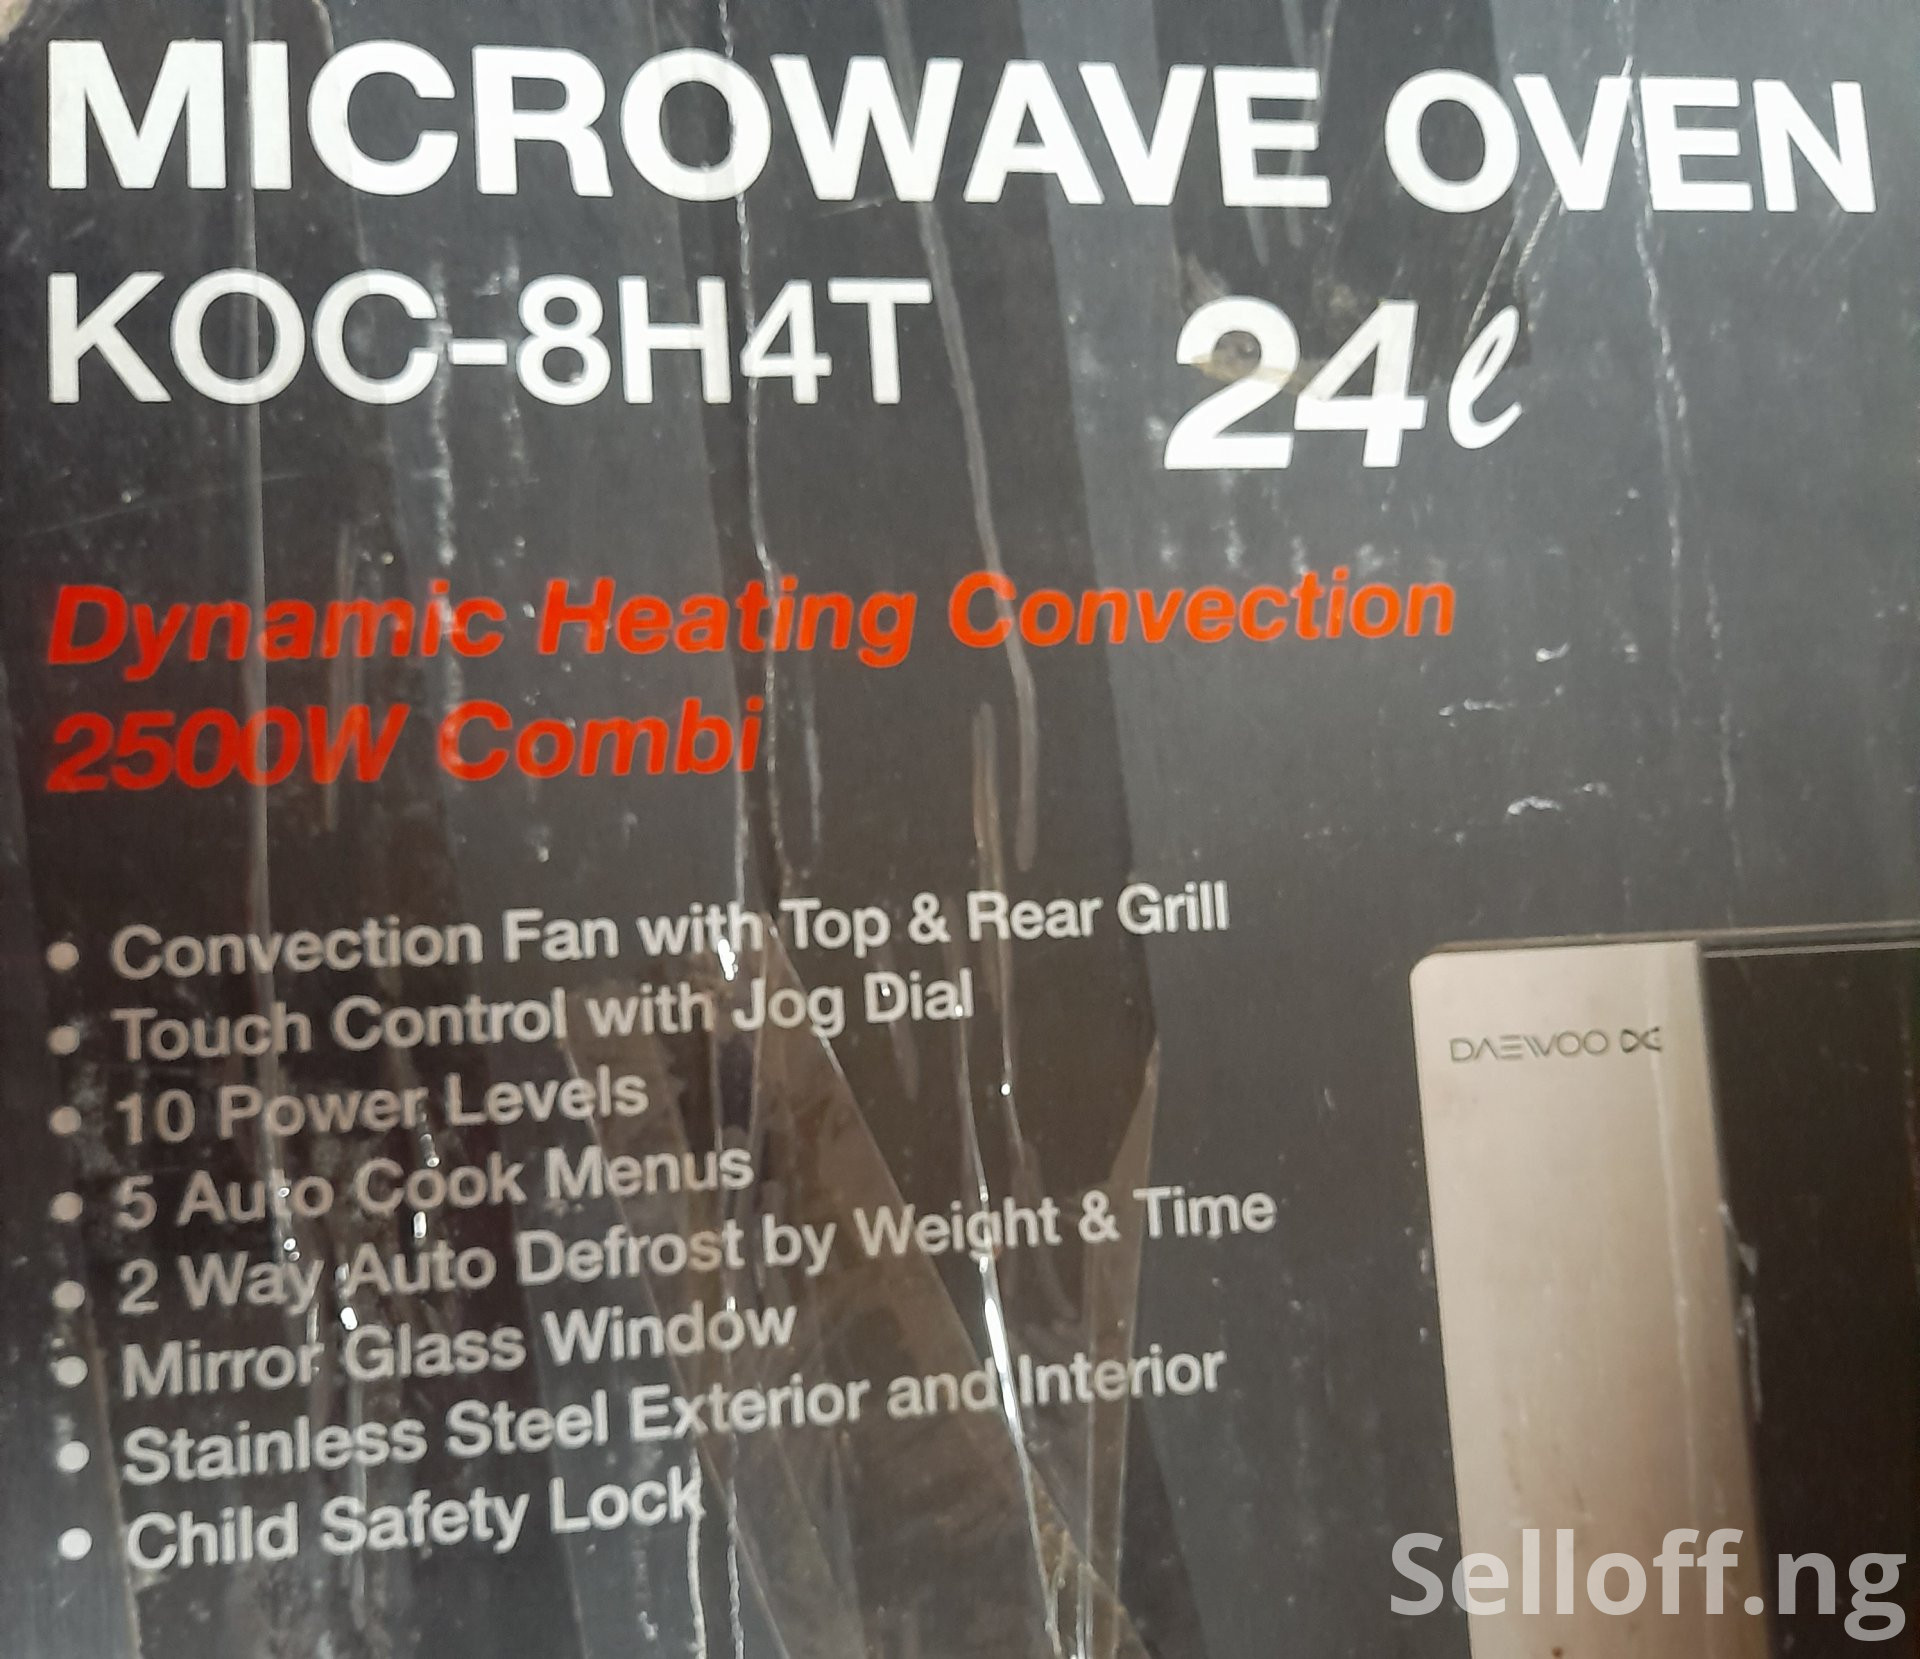 MICROWAVE OVEN
KOC-8H4T 24ℓ
Dynamic Heating Convection
2500W Combi
• Convection Fan with Top & Rear Grill
• Touch Control with Jog Dial
• 10 Power Levels
• 5 Auto Cook Menus
• 2 Way Auto Defrost by Weight & Time
• Mirror Glass Window
• Stainless Steel Exterior and Interior
• Child Safety Lock
DAEWOO
Selloff.ng